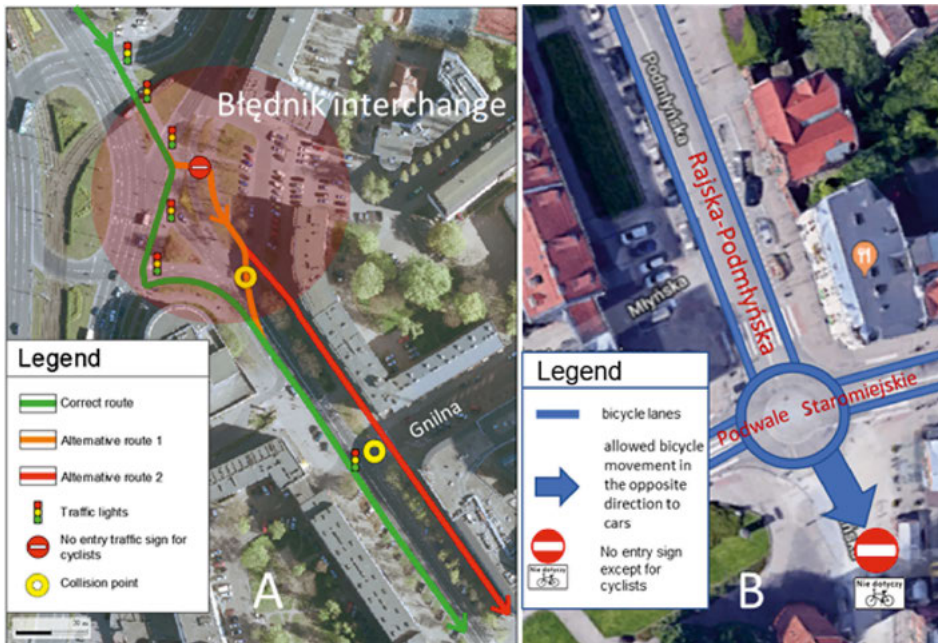 Błędnik interchange
Gnilna
Legend
Correct route
Alternative route 1
Alternative route 2
Traffic lights
No entry traffic sign for
cyclists
Collision point
A
Podmłyńska
Rajska-Podmłyńska
Młyńska
Podwale Staromiejskie
Legend
bicycle lanes
allowed bicycle
movement in
the opposite
direction to
cars
No entry sign
except for
cyclists
Nie dotyczy
Nie dotyczy
B